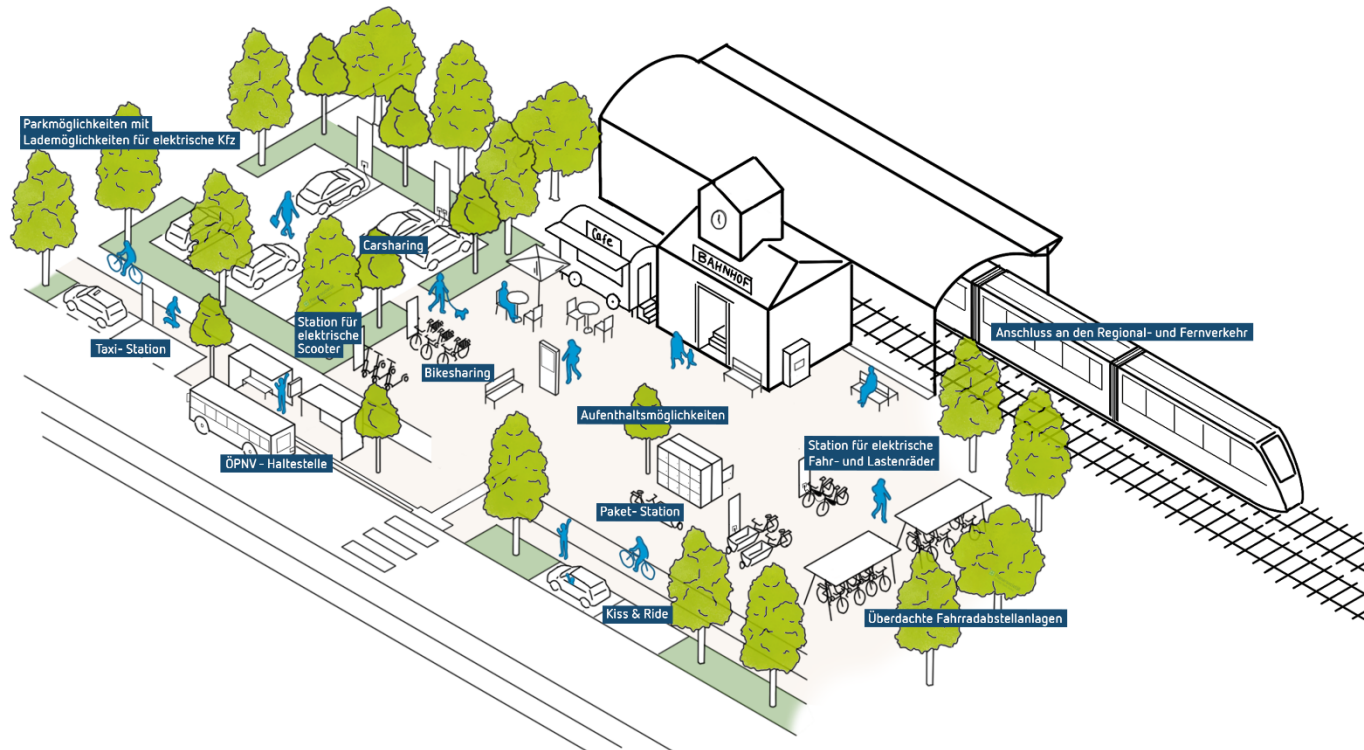 Parkmöglichkeiten mit
Lademöglichkeiten für elektrische Kfz
Carsharing
Cafe
BAHNHOF
Taxi- Station
Station für
elektrische
Scooter
Bikesharing
Anschluss an den Regional- und Fernverkehr
Aufenthaltsmöglichkeiten
ÖPNV - Haltestelle
Station für elektrische
Fahr- und Lastenräder
Paket- Station
Kiss & Ride
Überdachte Fahrradabstellanlagen